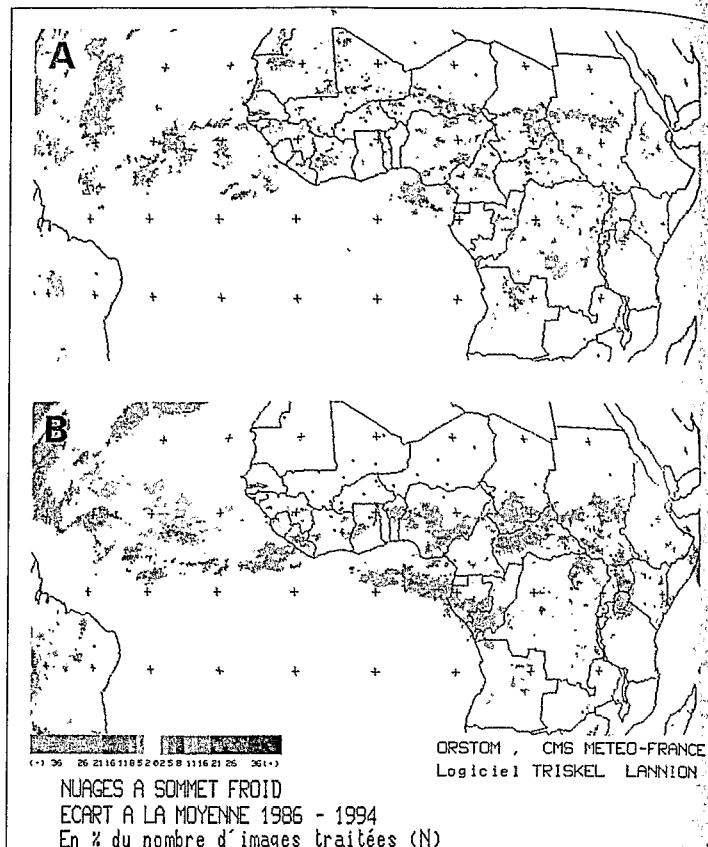 A
B
(-) 36 26 21 16 11 8 5 2 0 2 5 8 11 16 21 26 36 (+)
ORSTOM , CMS METEO-FRANCE
Logiciel TRISKEL LANNION
NUAGES A SOMMET FROID
ECART A LA MOYENNE 1986 - 1994
En % du nombre d'images traitées (N)